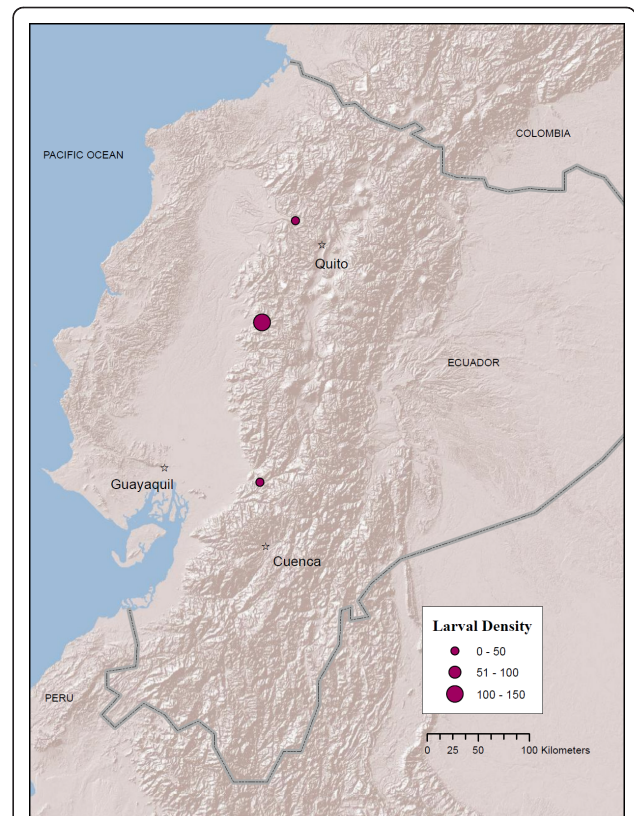 COLOMBIA
PACIFIC OCEAN
Quito
ECUADOR
Guayaquil
Cuenca
Larval Density
0 - 50
51 - 100
100 - 150
PERU
0 25 50 100 Kilometers